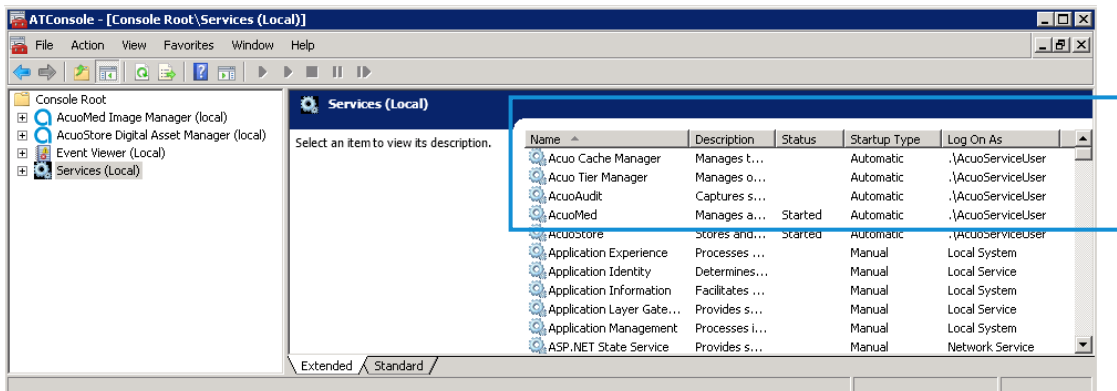 ATConsole - [Console Root\Services (Local)]
File Action View Favorites Window Help
Console Root
AcuoMed Image Manager (local)
AcuoStore Digital Asset Manager (local)
Event Viewer (Local)
Services (Local)
Services (Local)
Select an item to view its description.
Name Description Status Startup Type Log On As
Acuo Cache Manager Manages t... Automatic .\AcuoServiceUser
Acuo Tier Manager Manages o... Automatic .\AcuoServiceUser
AcuoAudit Captures s... Automatic .\AcuoServiceUser
AcuoMed Manages a... Started Automatic .\AcuoServiceUser
AcuoStore Stores and... Started Automatic .\AcuoServiceUser
Application Experience Processes ... Manual Local System
Application Identity Determines... Manual Local Service
Application Information Facilitates ... Manual Local System
Application Layer Gate... Provides s... Manual Local Service
Application Management Processes i... Manual Local System
ASP.NET State Service Provides s... Manual Network Service
Extended Standard